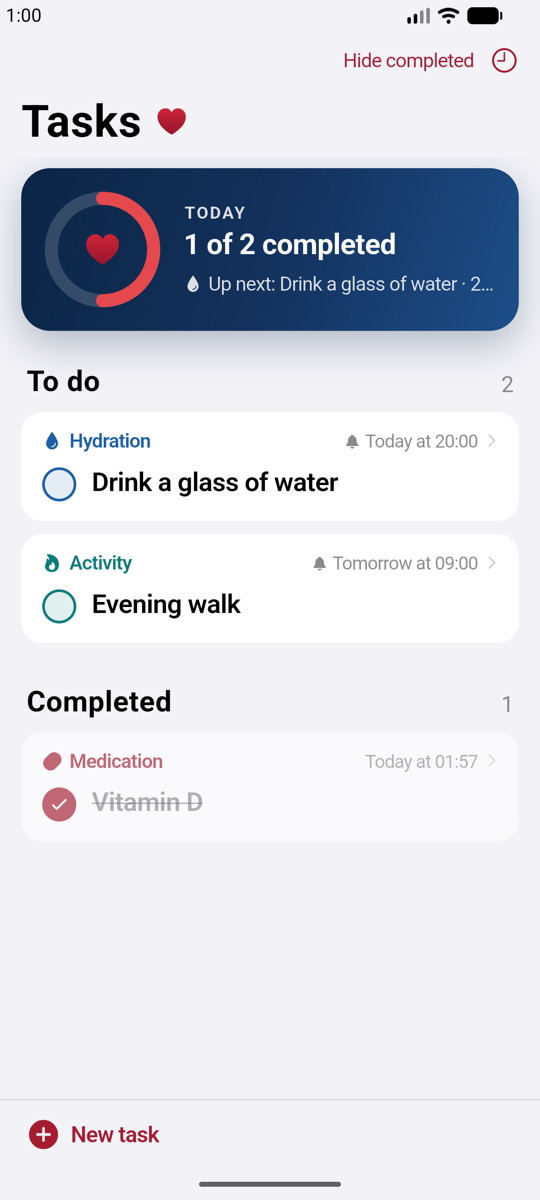 1:00
Hide completed
Tasks
TODAY
1 of 2 completed
Up next: Drink a glass of water · 2...
To do
2
Hydration
Today at 20:00
Drink a glass of water
Activity
Tomorrow at 09:00
Evening walk
Completed
1
Medication
Today at 01:57
Vitamin D
New task